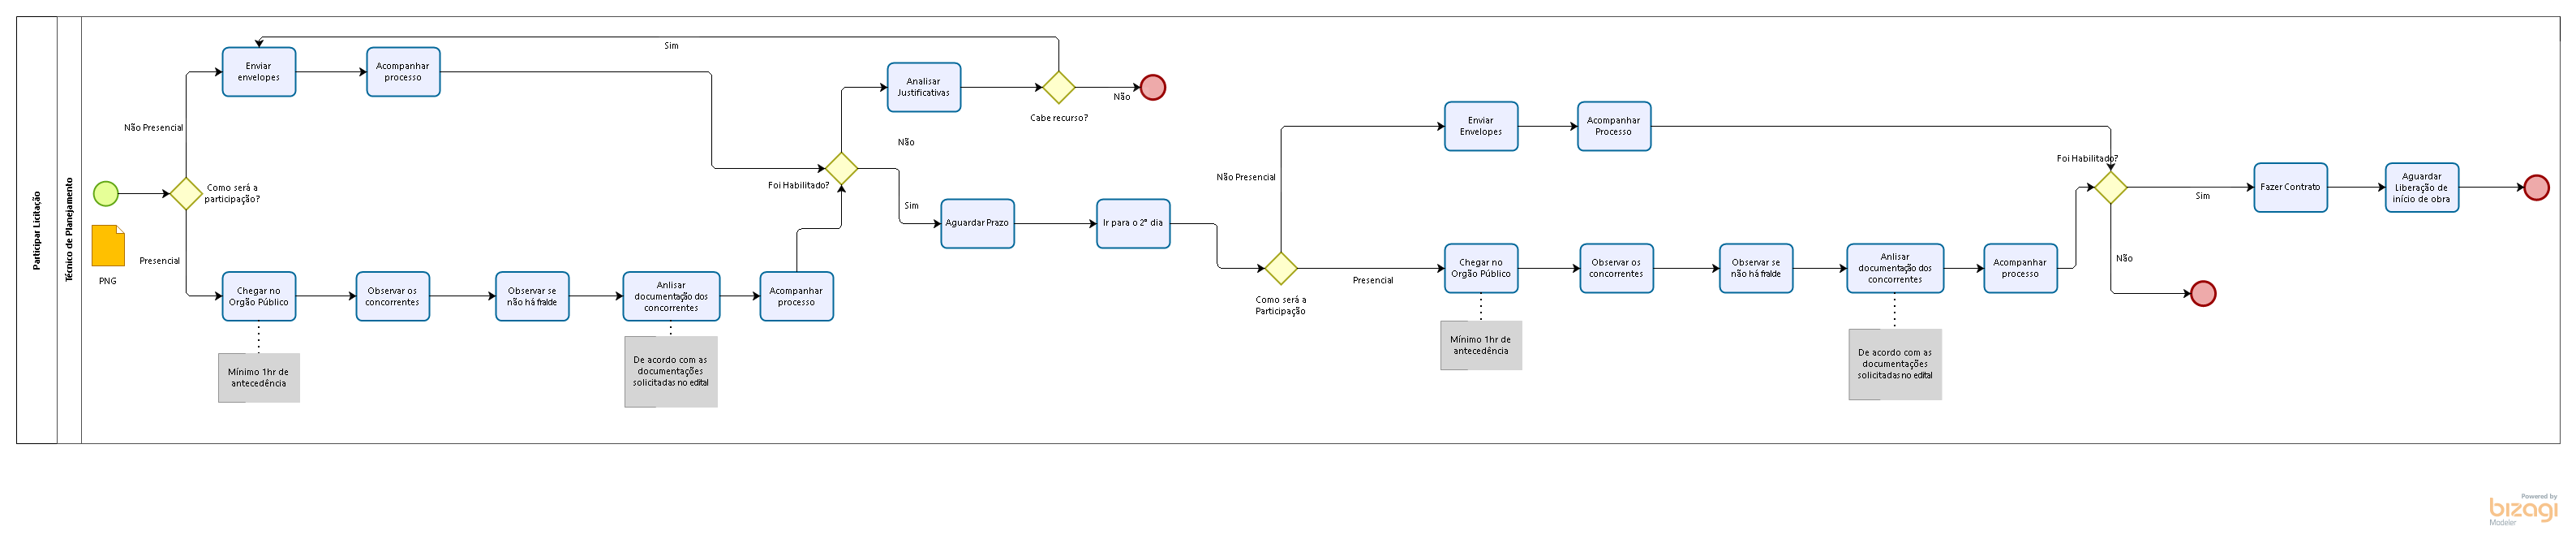 Participar Licitação
Técnico de Planejamento
PNG
Como será a
participação?
Não Presencial
Enviar
envelopes
Acompanhar
processo
Presencial
Chegar no
Orgão Público
Mínimo 1hr de
antecedência
Observar os
concorrentes
Observar se
não há fralde
Anlisar
documentação dos
concorrentes
De acordo com as
documentações
solicitadas no edital
Acompanhar
processo
Foi Habilitado?
Não
Analisar
Justificativas
Cabe recurso?
Sim
Não
Sim
Aguardar Prazo
Ir para o 2° dia
Como será a
Participação
Não Presencial
Enviar
Envelopes
Acompanhar
Processo
Presencial
Chegar no
Orgão Público
Mínimo 1hr de
antecedência
Observar os
concorrentes
Observar se
não há fralde
Anlisar
documentação dos
concorrentes
De acordo com as
documentações
solicitadas no edital
Acompanhar
processo
Foi Habilitado?
Sim
Fazer Contrato
Aguardar
Liberação de
início de obra
Não
Powered by
bizagi
Modeler